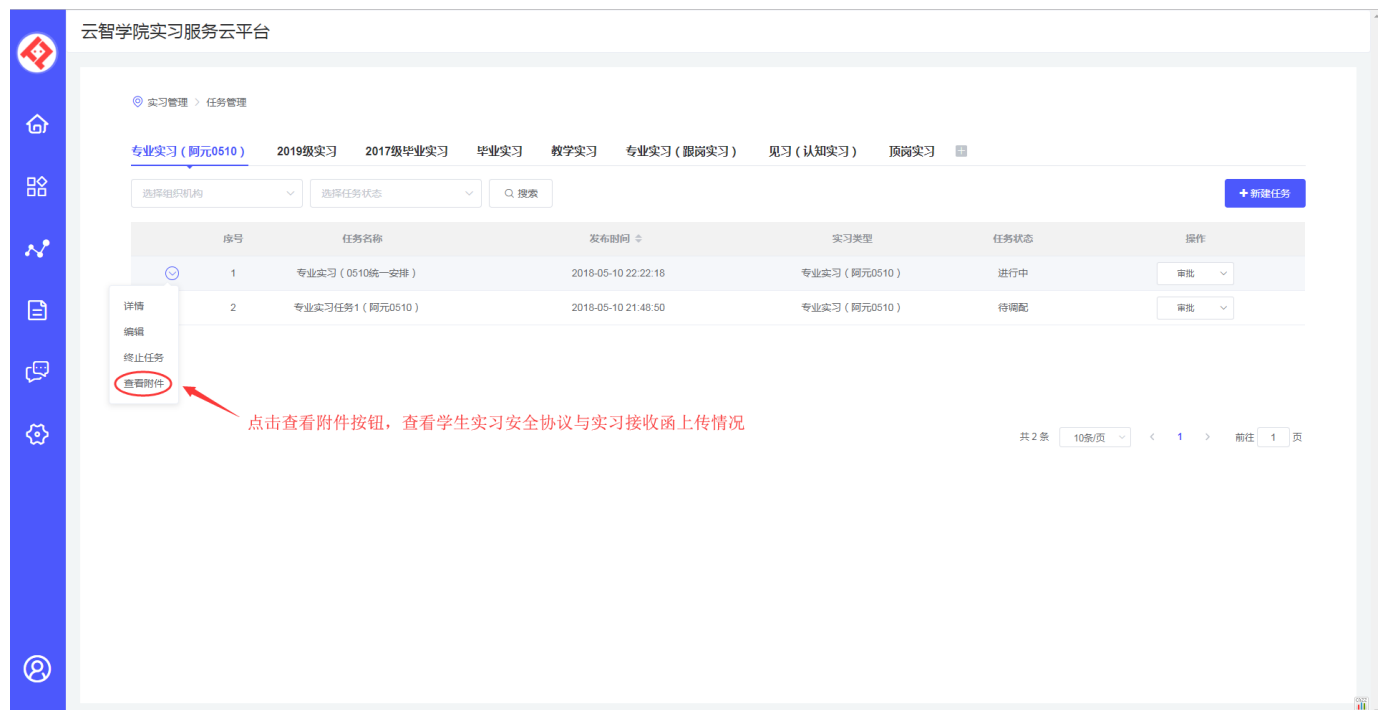 云智学院实习服务云平台
实习管理 > 任务管理
专业实习（阿元0510） 2019级实习 2017级毕业实习 毕业实习 教学实习 专业实习（跟岗实习） 见习（认知实习） 顶岗实习
选择组织机构 选择任务状态 搜索 +新建任务
序号 任务名称 发布时间 实习类型 任务状态 操作
1 专业实习（0510统一安排） 2018-05-10 22:22:18 专业实习（阿元0510） 进行中 审批
2 专业实习任务1（阿元0510） 2018-05-10 21:48:50 专业实习（阿元0510） 待调配 审批
详情
编辑
终止任务
查看附件
点击查看附件按钮，查看学生实习安全协议与实习接收函上传情况
共 2 条 10条/页 < 1 > 前往 1 页